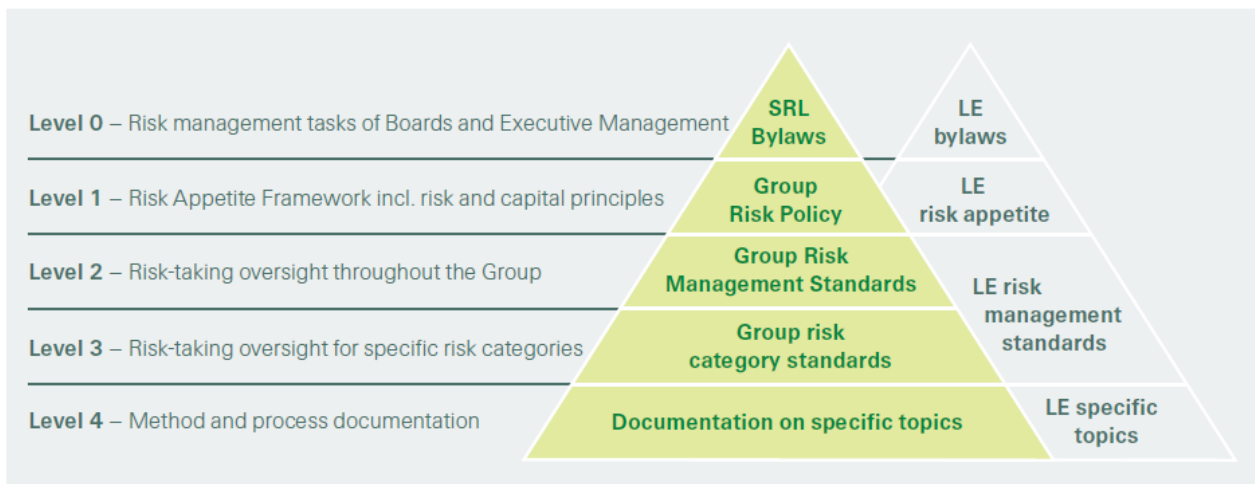 Level 0 – Risk management tasks of Boards and Executive Management
SRL
Bylaws
LE
bylaws
Level 1 – Risk Appetite Framework incl. risk and capital principles
Group
Risk Policy
LE
risk appetite
Level 2 – Risk-taking oversight throughout the Group
Group Risk
Management Standards
LE risk
management
standards
Level 3 – Risk-taking oversight for specific risk categories
Group risk
category standards
Level 4 – Method and process documentation
Documentation on specific topics
LE specific
topics